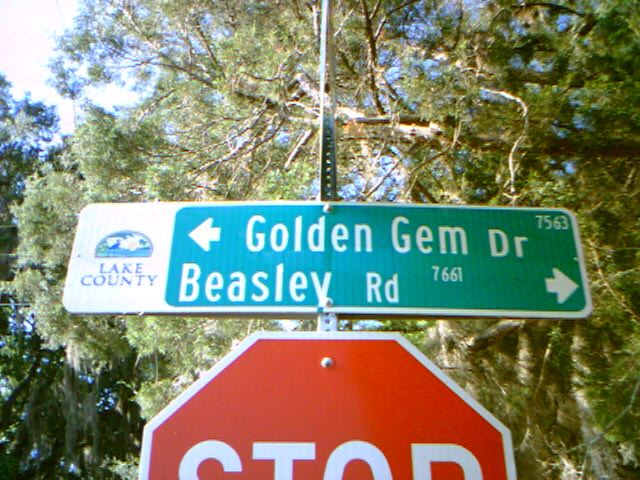 Golden Gem Dr 7563
LAKE COUNTY
Beasley Rd 7661
STOP